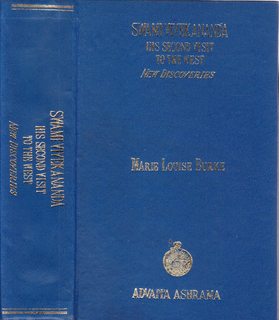 SWAMI VIVEKANANDA
HIS SECOND VISIT
TO THE WEST
NEW DISCOVERIES
SWAMI VIVEKANANDA
HIS SECOND VISIT
TO THE WEST
NEW DISCOVERIES
MARIE LOUISE BURKE
ADVAITA ASHRAMA